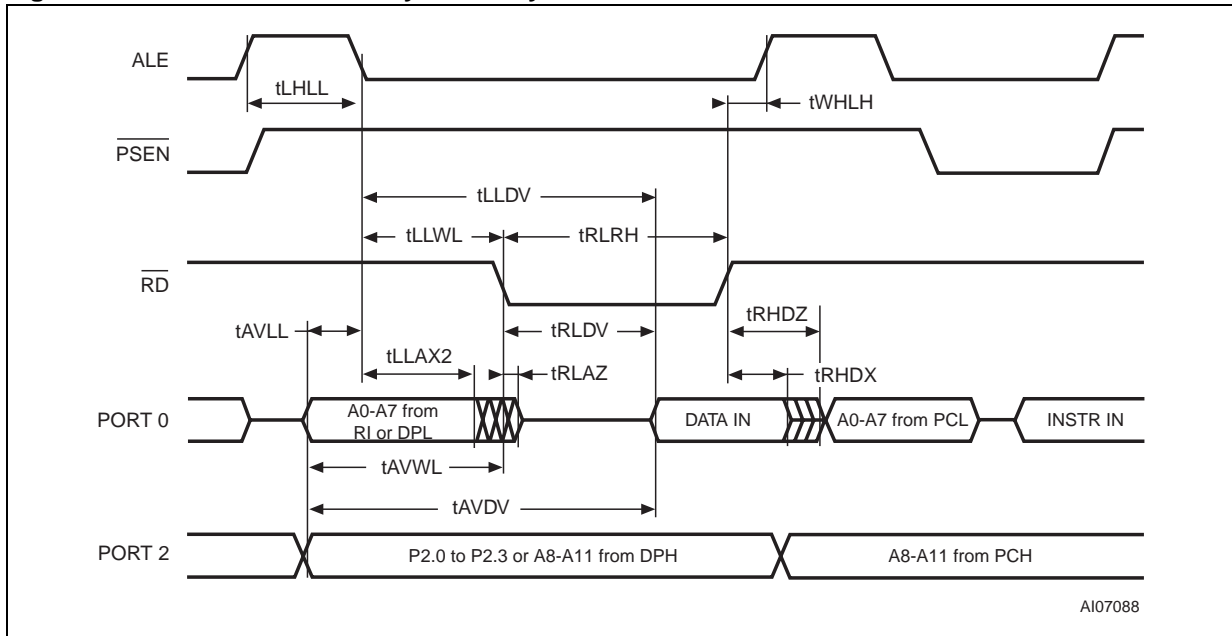 ALE
tLHLL
tWHLH
PSEN
tLLDV
tLLWL
tRLRH
RD
tAVLL
tRLDV
tRHDZ
tLLAX2
tRLAZ
tRHDX
PORT 0
A0-A7 from
RI or DPL
DATA IN
A0-A7 from PCL
INSTR IN
tAVWL
tAVDV
PORT 2
P2.0 to P2.3 or A8-A11 from DPH
A8-A11 from PCH
AI07088